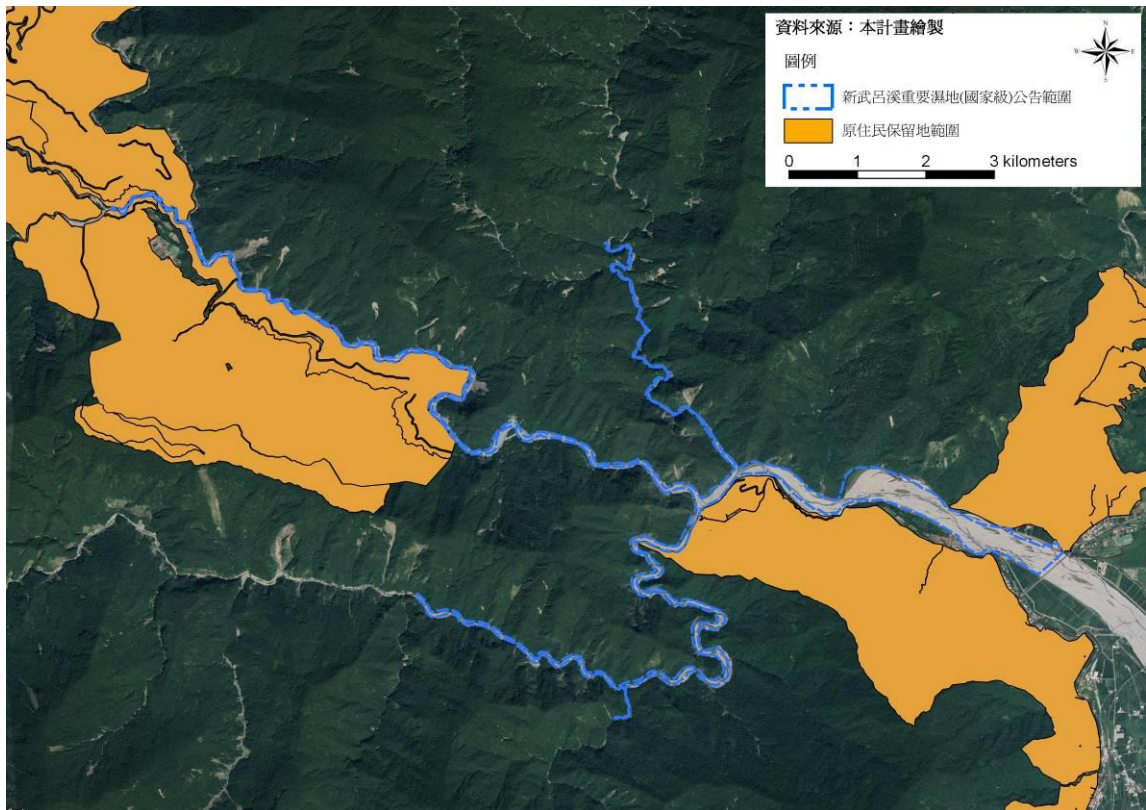 資料來源：本計畫繪製
圖例
新武呂溪重要濕地(國家級)公告範圍
原住民保留地範圍
0 1 2 3 kilometers
N
W
E
S